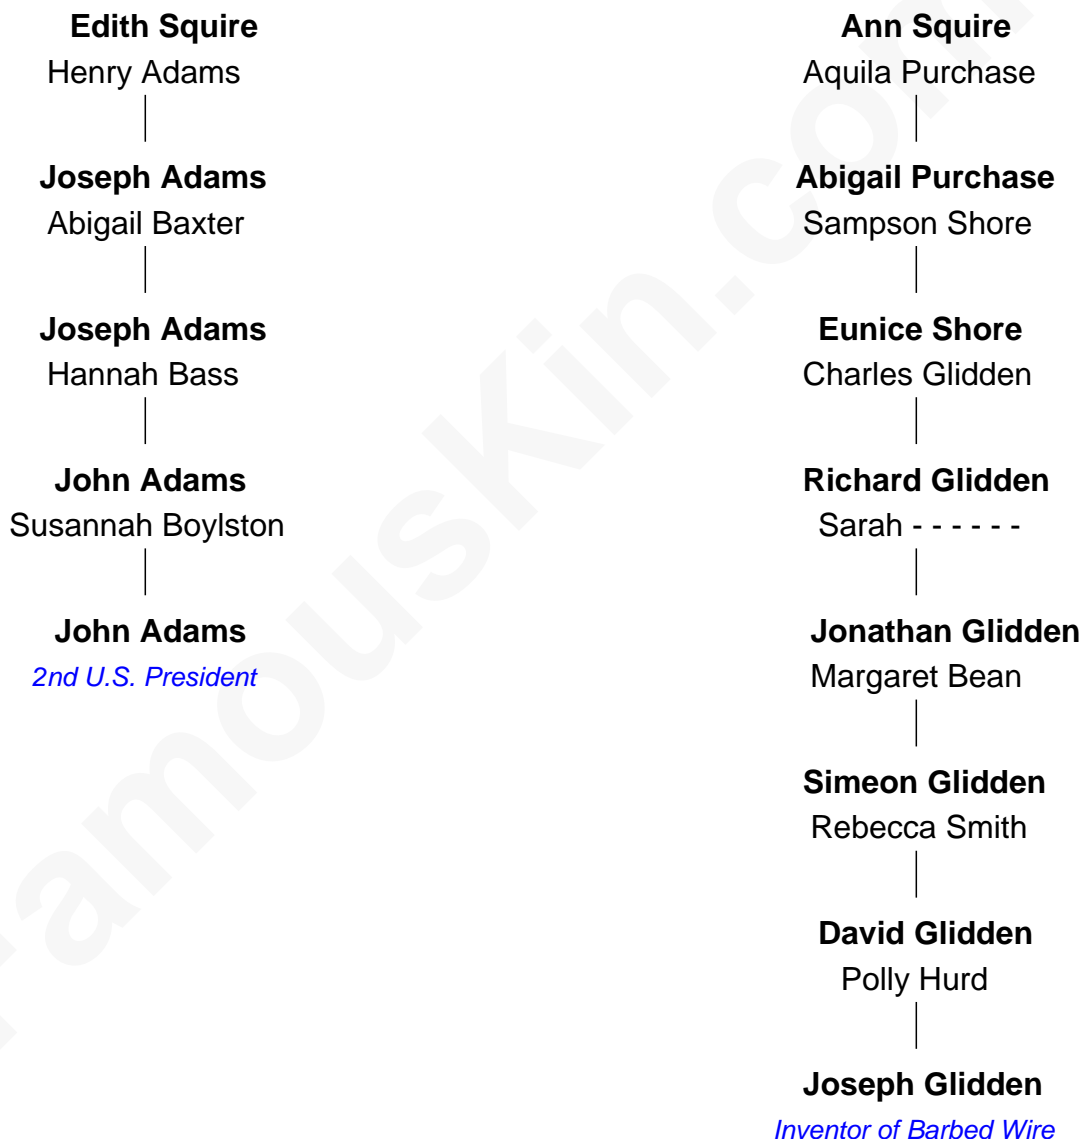 Edith Squire
Henry Adams
Joseph Adams
Abigail Baxter
Joseph Adams
Hannah Bass
John Adams
Susannah Boylston
John Adams
2nd U.S. President
Ann Squire
Aquila Purchase
Abigail Purchase
Sampson Shore
Eunice Shore
Charles Glidden
Richard Glidden
Sarah - - - - - -
Jonathan Glidden
Margaret Bean
Simeon Glidden
Rebecca Smith
David Glidden
Polly Hurd
Joseph Glidden
Inventor of Barbed Wire
FamousKin.com